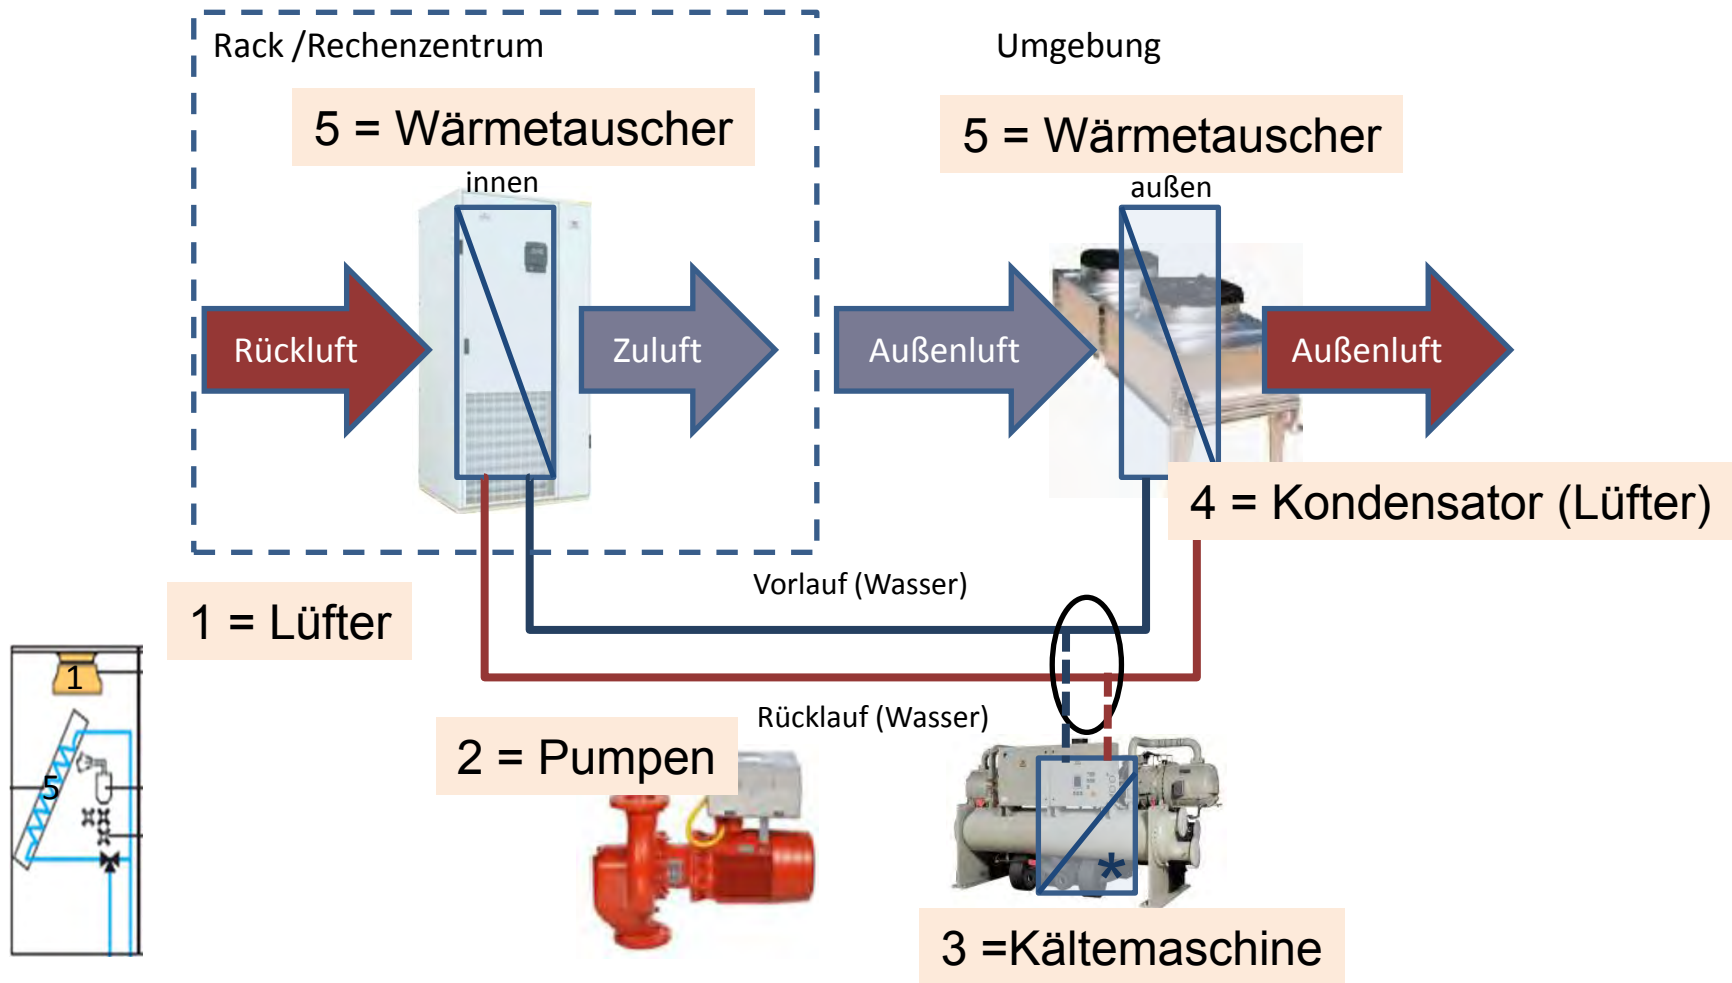 Rack /Rechenzentrum
Umgebung
5 = Wärmetauscher
innen
5 = Wärmetauscher
außen
Rückluft
Zuluft
Außenluft
Außenluft
4 = Kondensator (Lüfter)
Vorlauf (Wasser)
1 = Lüfter
1
5
Rücklauf (Wasser)
2 = Pumpen
*
3 =Kältemaschine